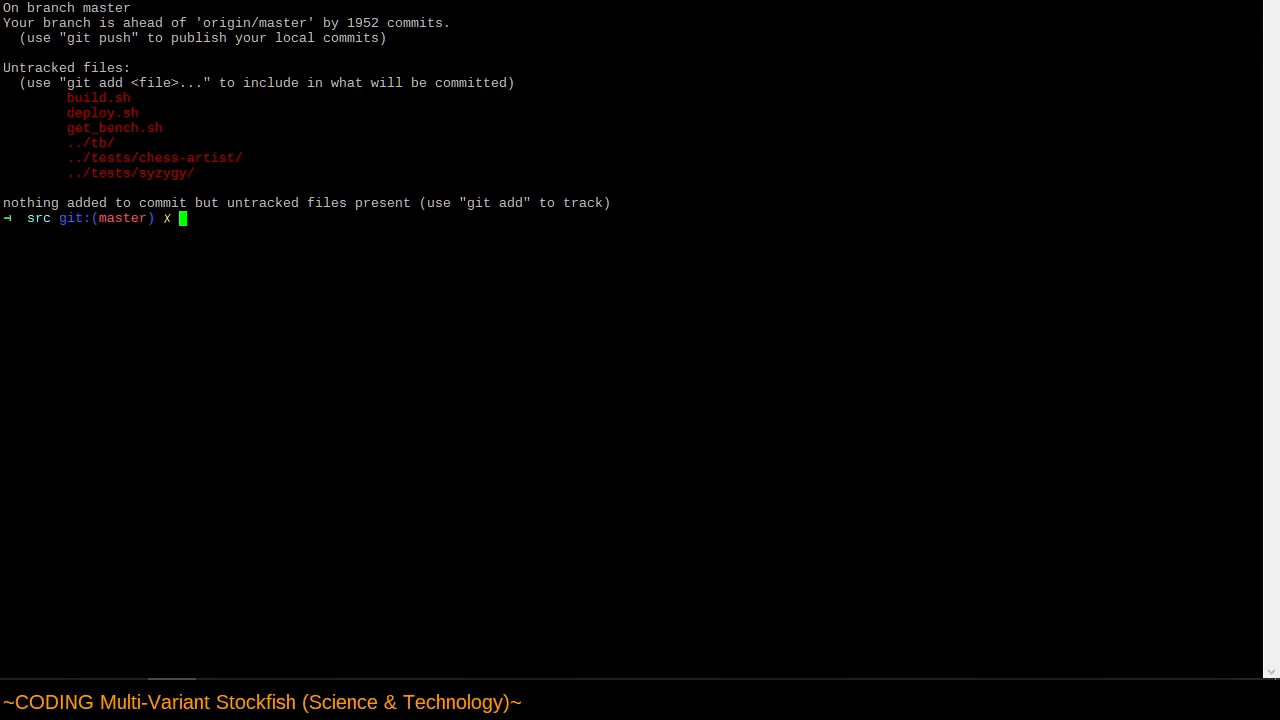 On branch master
Your branch is ahead of 'origin/master' by 1952 commits.
  (use "git push" to publish your local commits)

Untracked files:
  (use "git add <file>..." to include in what will be committed)
        build.sh
        deploy.sh
        get_bench.sh
        ../tb/
        ../tests/chess-artist/
        ../tests/syzygy/

nothing added to commit but untracked files present (use "git add" to track)
→  src git:(master) ✗
~CODING Multi-Variant Stockfish (Science & Technology)~